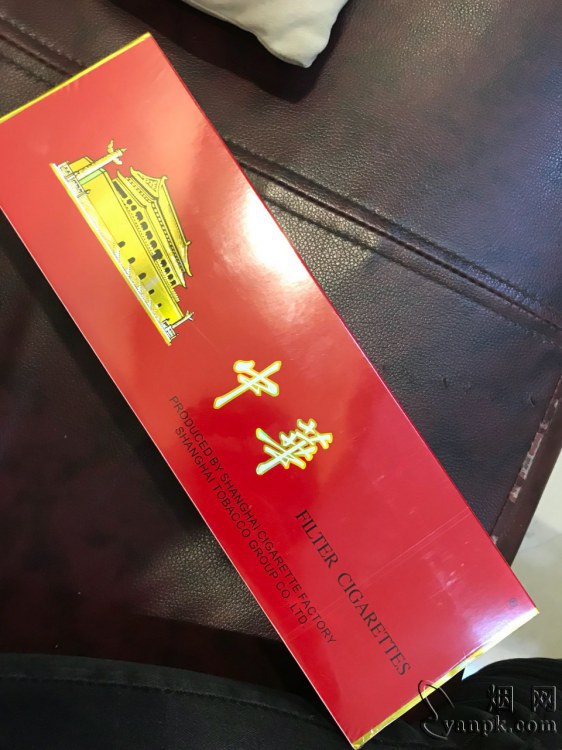 中華
FILTER CIGARETTES
PRODUCED BY SHANGHAI CIGARETTE FACTORY
SHANGHAI TOBACCO GROUP CO., LTD.
烟网
yanpk.com